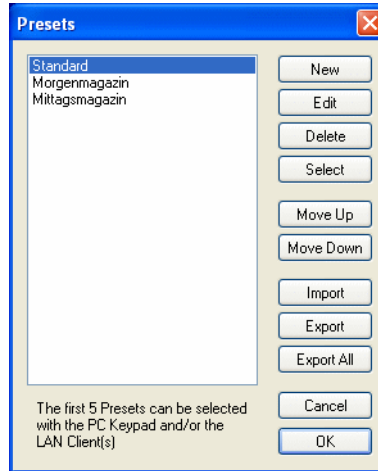 Presets
Standard
Morgenmagazin
Mittagsmagazin
New
Edit
Delete
Select
Move Up
Move Down
Import
Export
Export All
Cancel
OK
The first 5 Presets can be selected
with the PC Keypad and/or the
LAN Client(s)